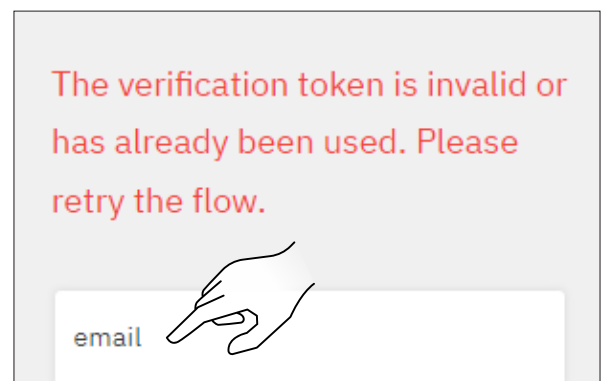 The verification token is invalid or
has already been used. Please
retry the flow.
email